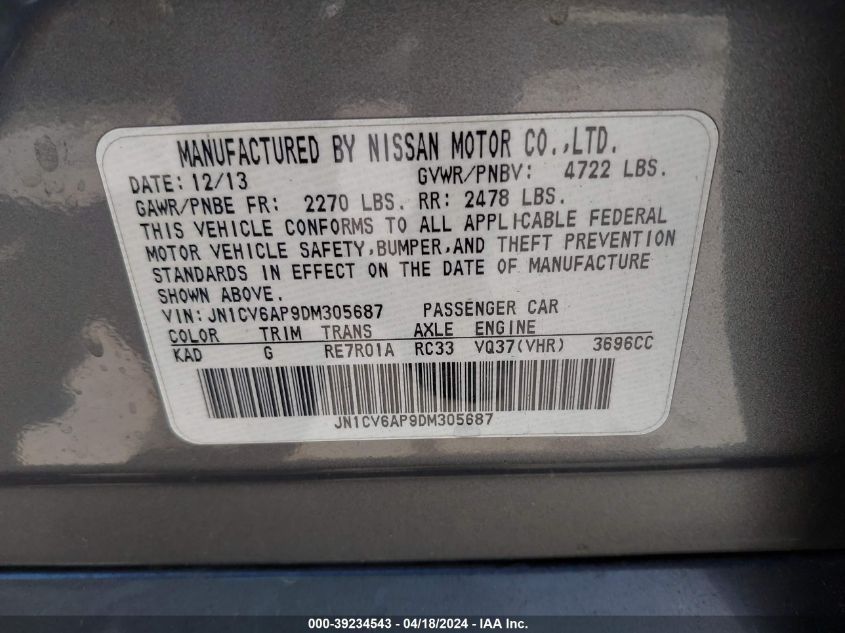 MANUFACTURED BY NISSAN MOTOR CO.,LTD.
DATE: 12/13 GVWR/PNBV: 4722 LBS.
GAWR/PNBE FR: 2270 LBS. RR: 2478 LBS.
THIS VEHICLE CONFORMS TO ALL APPLICABLE FEDERAL
MOTOR VEHICLE SAFETY,BUMPER,AND THEFT PREVENTION
STANDARDS IN EFFECT ON THE DATE OF MANUFACTURE
SHOWN ABOVE.
VIN: JN1CV6AP9DM305687 PASSENGER CAR
COLOR TRIM TRANS AXLE ENGINE
KAD G RE7R01A RC33 VQ37(VHR) 3696CC
JN1CV6AP9DM305687
000-39234543 - 04/18/2024 - IAA Inc.